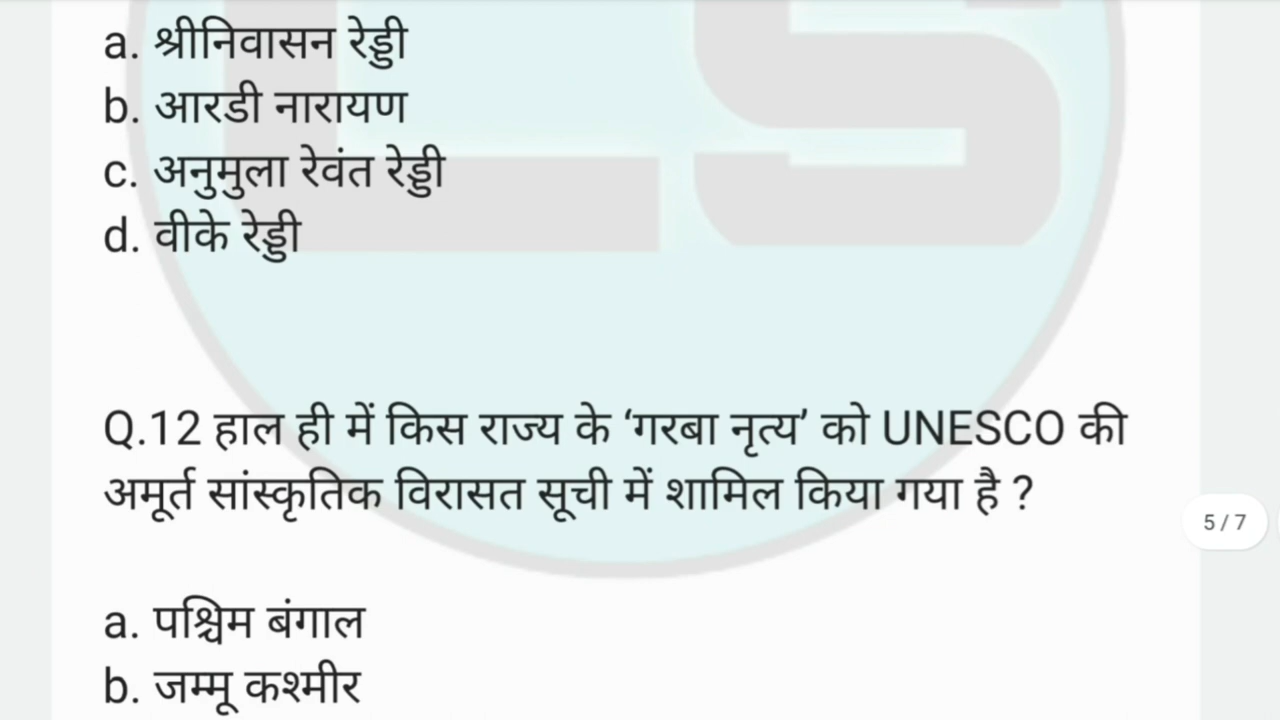 a. श्रीनिवासन रेड्डी
b. आरडी नारायण
c. अनुमुला रेवंत रेड्डी
d. वीके रेड्डी
Q.12 हाल ही में किस राज्य के ‘गरबा नृत्य’ को UNESCO की
अमूर्त सांस्कृतिक विरासत सूची में शामिल किया गया है ?
5 / 7
a. पश्चिम बंगाल
b. जम्मू कश्मीर